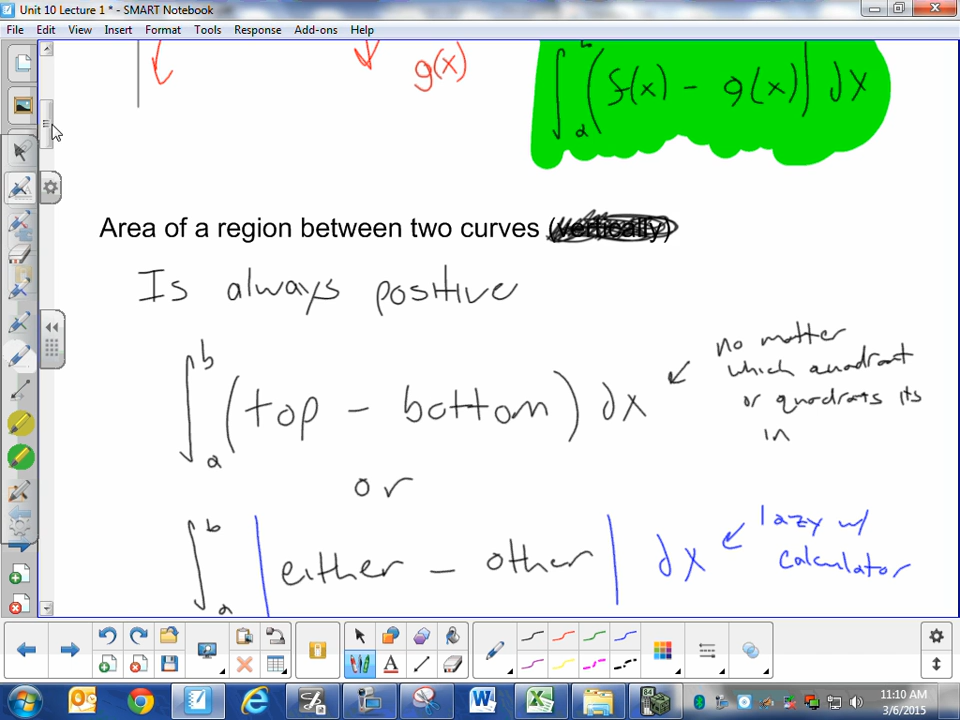 Unit 10 Lecture 1 * - SMART Notebook
File Edit View Insert Format Tools Response Add-ons Help
g(x)
∫ a b (f(x) - g(x)) dx
Area of a region between two curves (vertically)
Is always positive
∫ a b (top - bottom) dx
no matter
which quadrant
or quadrats its
in
or
∫ a b | either - other | dx
lazy w/
calculator
11:10 AM
3/6/2015